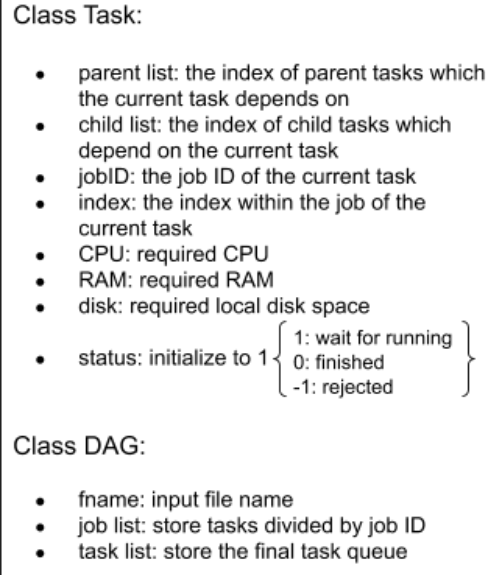 Class Task:
• parent list: the index of parent tasks which
the current task depends on
• child list: the index of child tasks which
depend on the current task
• jobID: the job ID of the current task
• index: the index within the job of the
current task
• CPU: required CPU
• RAM: required RAM
• disk: required local disk space
• status: initialize to 1
1: wait for running
0: finished
-1: rejected
Class DAG:
• fname: input file name
• job list: store tasks divided by job ID
• task list: store the final task queue